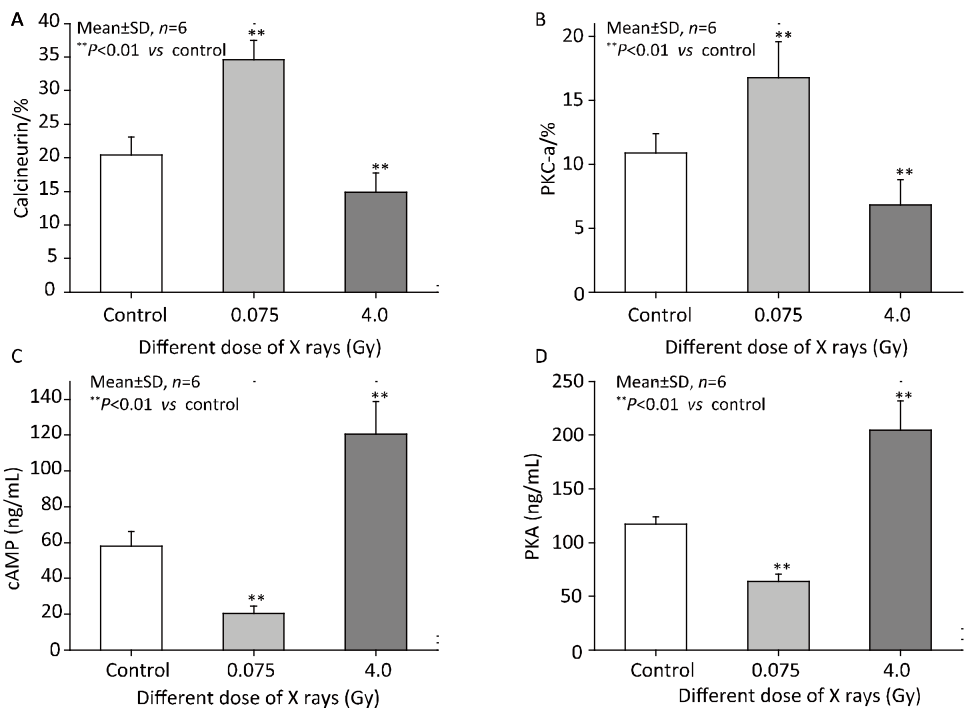 A
Mean±SD, n=6
**P<0.01 vs control
Calcineurin/%
40
35
30
25
20
15
10
5
0
**
**
Control
0.075
4.0
Different dose of X rays (Gy)
B
Mean±SD, n=6
**P<0.01 vs control
PKC-a/%
20
15
10
5
0
**
**
Control
0.075
4.0
Different dose of X rays (Gy)
C
Mean±SD, n=6
**P<0.01 vs control
cAMP (ng/mL)
140
120
100
80
60
40
20
0
**
**
Control
0.075
4.0
Different dose of X rays (Gy)
D
Mean±SD, n=6
**P<0.01 vs control
PKA (ng/mL)
250
200
150
100
50
0
**
**
Control
0.075
4.0
Different dose of X rays (Gy)